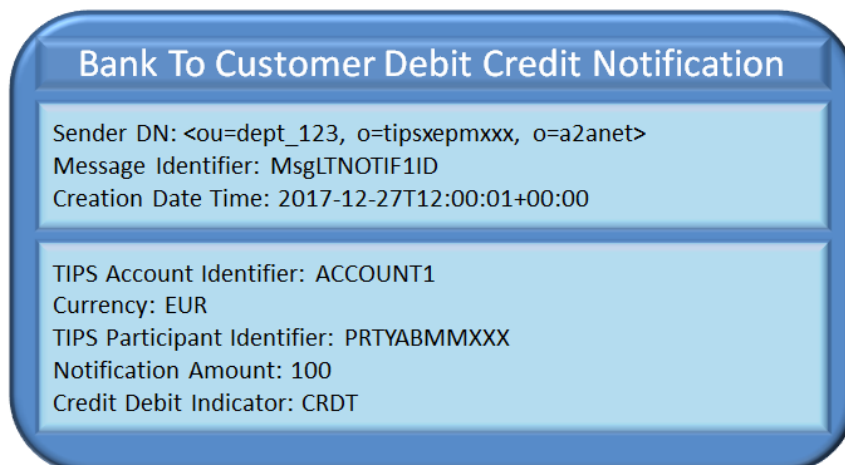 Bank To Customer Debit Credit Notification
Sender DN: <ou=dept_123, o=tipsxepmxxx, o=a2anet>
Message Identifier: MsgLTNOTIF1ID
Creation Date Time: 2017-12-27T12:00:01+00:00
TIPS Account Identifier: ACCOUNT1
Currency: EUR
TIPS Participant Identifier: PRTYABMMXXX
Notification Amount: 100
Credit Debit Indicator: CRDT